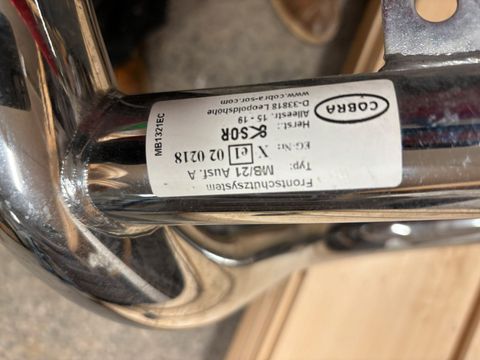 Frontschutzsystem
Typ: MB/21 Ausf. A
EG-Nr: X e1 02 0218
Herst.: SOR
Alleestr. 15 - 19
D-33818 Leopoldshöhe
www.cobra-sor.com
COBRA
MB1321EC